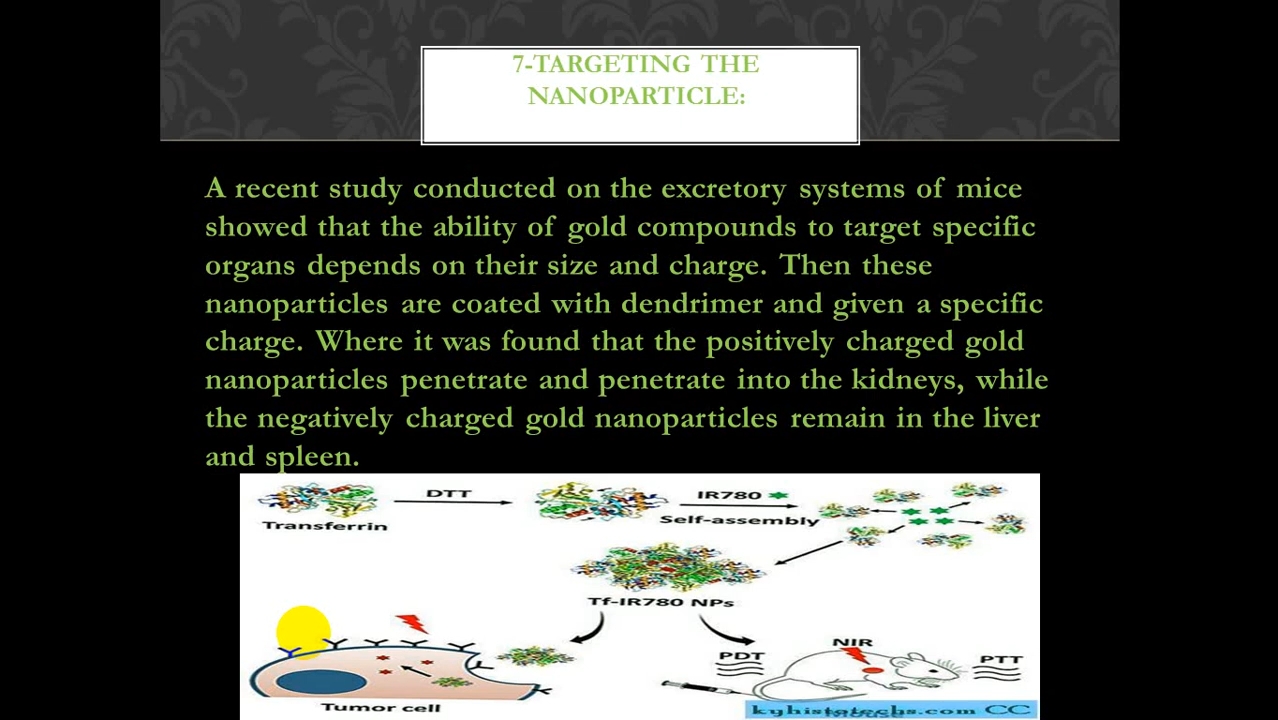 7-TARGETING THE
NANOPARTICLE:
A recent study conducted on the excretory systems of mice
showed that the ability of gold compounds to target specific
organs depends on their size and charge. Then these
nanoparticles are coated with dendrimer and given a specific
charge. Where it was found that the positively charged gold
nanoparticles penetrate and penetrate into the kidneys, while
the negatively charged gold nanoparticles remain in the liver
and spleen.
DTT
IR780
Transferrin
Self-assembly
Tf-IR780 NPs
NIR
PDT
PTT
Tumor cell
kyhistotechs.com CC
Mouse